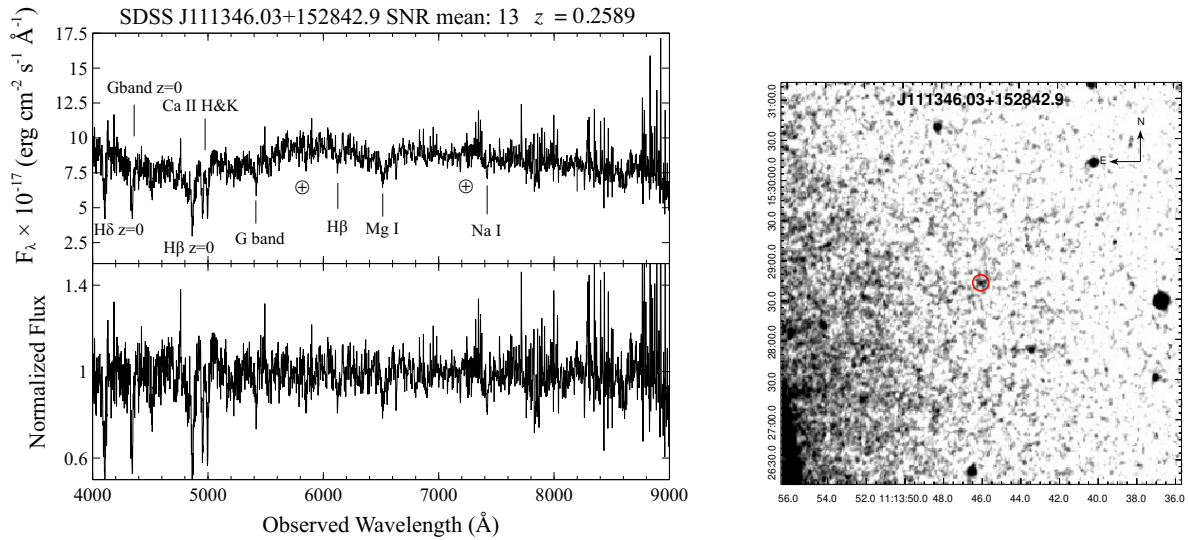 SDSS J111346.03+152842.9 SNR mean: 13 z = 0.2589
17.5
15
12.5
10
7.5
5
2.5
F_λ × 10⁻¹⁷ (erg cm⁻² s⁻¹ Å⁻¹)
Gband z=0
Ca II H&K
⊕
⊕
Hδ z=0
Hβ z=0
G band
Hβ
Mg I
Na I
1.4
1
0.6
Normalized Flux
4000 5000 6000 7000 8000 9000
Observed Wavelength (Å)
J111346.03+152842.9
N
E
31:00.0
30.0
15:30:00.0
30.0
29:00.0
30.0
28:00.0
30.0
27:00.0
26:30.0
56.0 54.0 52.0 11:13:50.0 48.0 46.0 44.0 42.0 40.0 38.0 36.0